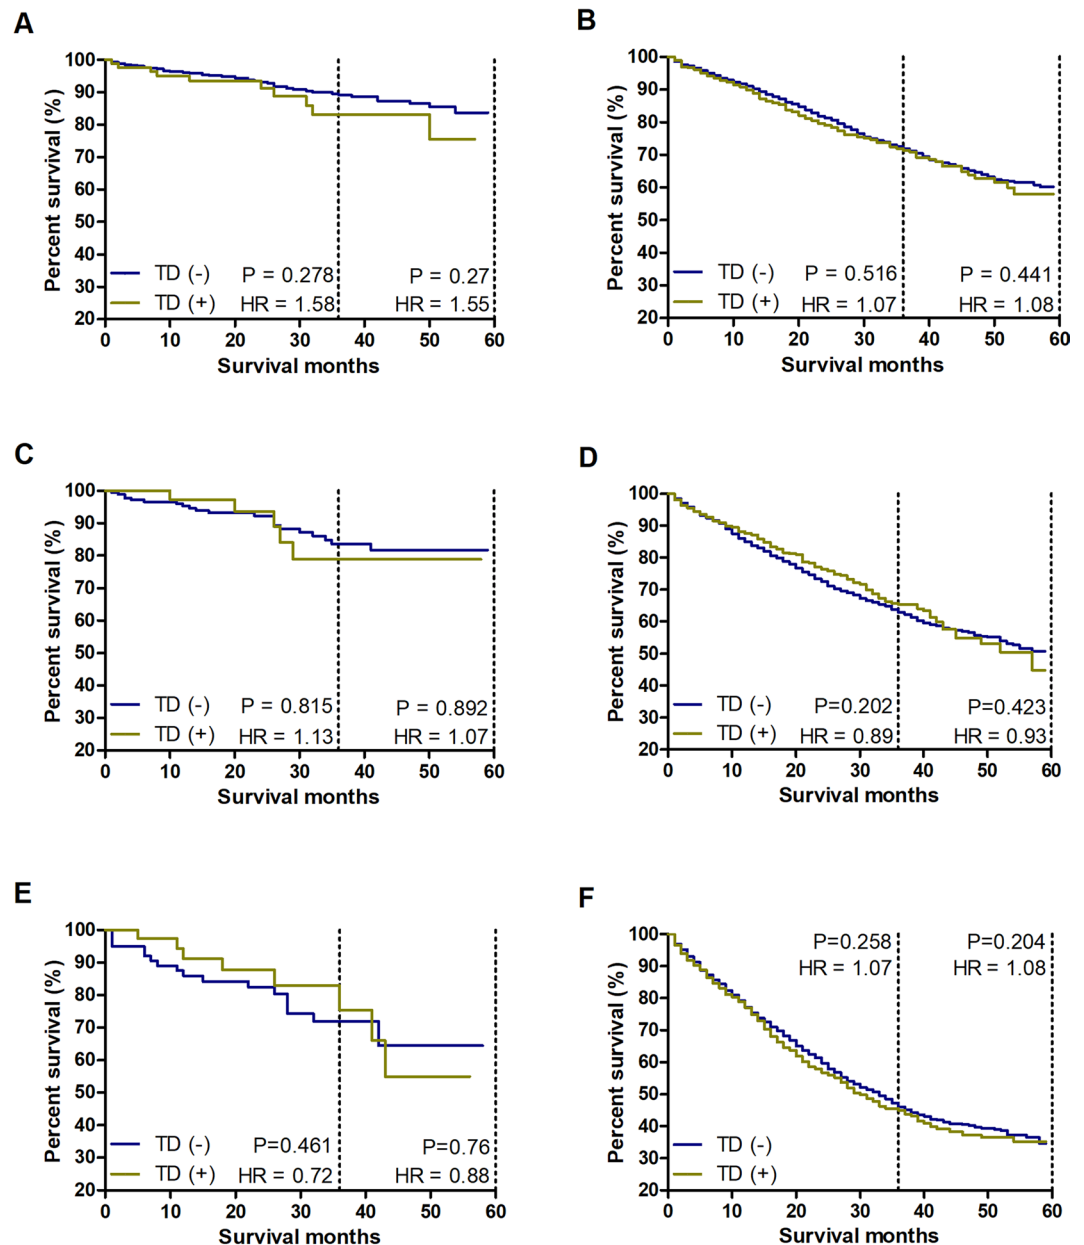 A
Percent survival (%)
100
90
80
70
60
50
40
30
20
TD (-) P = 0.278 P = 0.27
TD (+) HR = 1.58 HR = 1.55
0 10 20 30 40 50 60
Survival months
B
Percent survival (%)
100
90
80
70
60
50
40
30
20
TD (-) P = 0.516 P = 0.441
TD (+) HR = 1.07 HR = 1.08
0 10 20 30 40 50 60
Survival months
C
Percent survival (%)
100
90
80
70
60
50
40
30
20
TD (-) P = 0.815 P = 0.892
TD (+) HR = 1.13 HR = 1.07
0 10 20 30 40 50 60
Survival months
D
Percent survival (%)
100
90
80
70
60
50
40
30
20
TD (-) P=0.202 P=0.423
TD (+) HR = 0.89 HR = 0.93
0 10 20 30 40 50 60
Survival months
E
Percent survival (%)
100
90
80
70
60
50
40
30
20
TD (-) P=0.461 P=0.76
TD (+) HR = 0.72 HR = 0.88
0 10 20 30 40 50 60
Survival months
F
Percent survival (%)
100
90
80
70
60
50
40
30
20
P=0.258 P=0.204
HR = 1.07 HR = 1.08
TD (-)
TD (+)
0 10 20 30 40 50 60
Survival months